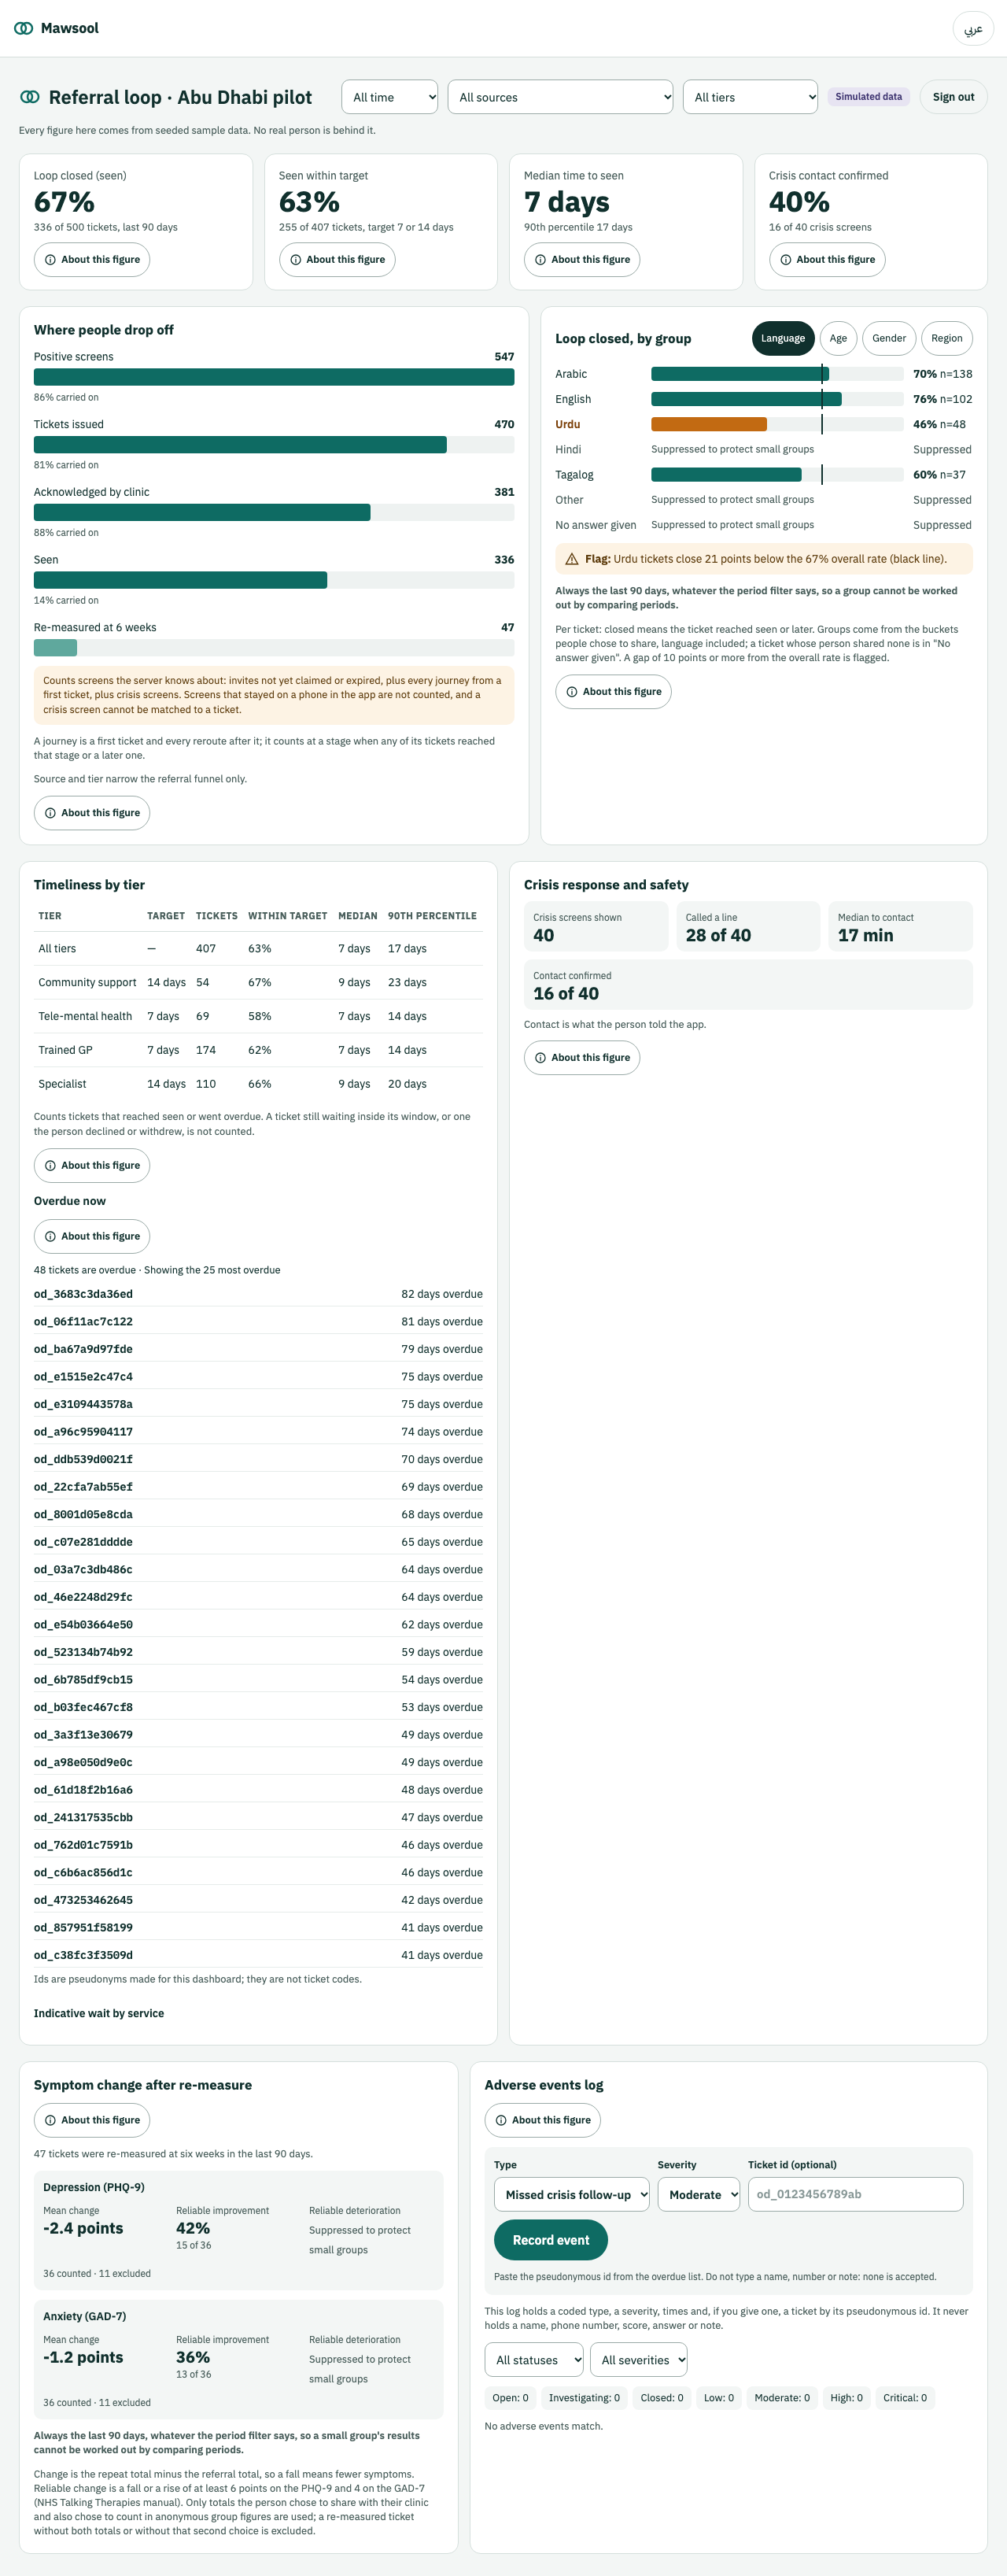 Mawsool
عربي
Referral loop · Abu Dhabi pilot
All time
All sources
All tiers
Simulated data
Sign out
Every figure here comes from seeded sample data. No real person is behind it.
Loop closed (seen)
67%
336 of 500 tickets, last 90 days
About this figure
Seen within target
63%
255 of 407 tickets, target 7 or 14 days
About this figure
Median time to seen
7 days
90th percentile 17 days
About this figure
Crisis contact confirmed
40%
16 of 40 crisis screens
About this figure
Where people drop off
Positive screens 547
86% carried on
Tickets issued 470
81% carried on
Acknowledged by clinic 381
88% carried on
Seen 336
14% carried on
Re-measured at 6 weeks 47
Counts screens the server knows about: invites not yet claimed or expired, plus every journey from a
first ticket, plus crisis screens. Screens that stayed on a phone in the app are not counted, and a
crisis screen cannot be matched to a ticket.
A journey is a first ticket and every reroute after it; it counts at a stage when any of its tickets reached
that stage or a later one.
Source and tier narrow the referral funnel only.
About this figure
Loop closed, by group
Language
Age
Gender
Region
Arabic 70% n=138
English 76% n=102
Urdu 46% n=48
Hindi Suppressed to protect small groups Suppressed
Tagalog 60% n=37
Other Suppressed to protect small groups Suppressed
No answer given Suppressed to protect small groups Suppressed
Flag: Urdu tickets close 21 points below the 67% overall rate (black line).
Always the last 90 days, whatever the period filter says, so a group cannot be worked
out by comparing periods.
Per ticket: closed means the ticket reached seen or later. Groups come from the buckets
people chose to share, language included; a ticket whose person shared none is in "No
answer given". A gap of 10 points or more from the overall rate is flagged.
About this figure
Timeliness by tier
TIER TARGET TICKETS WITHIN TARGET MEDIAN 90TH PERCENTILE
All tiers — 407 63% 7 days 17 days
Community support 14 days 54 67% 9 days 23 days
Tele-mental health 7 days 69 58% 7 days 14 days
Trained GP 7 days 174 62% 7 days 14 days
Specialist 14 days 110 66% 9 days 20 days
Counts tickets that reached seen or went overdue. A ticket still waiting inside its window, or one
the person declined or withdrew, is not counted.
About this figure
Overdue now
About this figure
48 tickets are overdue · Showing the 25 most overdue
od_3683c3da36ed 82 days overdue
od_06f11ac7c122 81 days overdue
od_ba67a9d97fde 79 days overdue
od_e1515e2c47c4 75 days overdue
od_e3109443578a 75 days overdue
od_a96c95904117 74 days overdue
od_ddb539d0021f 70 days overdue
od_22cfa7ab55ef 69 days overdue
od_8001d05e8cda 68 days overdue
od_c07e281dddde 65 days overdue
od_03a7c3db486c 64 days overdue
od_46e2248d29fc 64 days overdue
od_e54b03664e50 62 days overdue
od_523134b74b92 59 days overdue
od_6b785df9cb15 54 days overdue
od_b03fec467cf8 53 days overdue
od_3a3f13e30679 49 days overdue
od_a98e050d9e0c 49 days overdue
od_61d18f2b16a6 48 days overdue
od_241317535cbb 47 days overdue
od_762d01c7591b 46 days overdue
od_c6b6ac856d1c 46 days overdue
od_473253462645 42 days overdue
od_857951f58199 41 days overdue
od_c38fc3f3509d 41 days overdue
Ids are pseudonyms made for this dashboard; they are not ticket codes.
Indicative wait by service
Crisis response and safety
Crisis screens shown
40
Called a line
28 of 40
Median to contact
17 min
Contact confirmed
16 of 40
Contact is what the person told the app.
About this figure
Symptom change after re-measure
About this figure
47 tickets were re-measured at six weeks in the last 90 days.
Depression (PHQ-9)
Mean change
-2.4 points
Reliable improvement
42%
15 of 36
Reliable deterioration
Suppressed to protect
small groups
36 counted · 11 excluded
Anxiety (GAD-7)
Mean change
-1.2 points
Reliable improvement
36%
13 of 36
Reliable deterioration
Suppressed to protect
small groups
36 counted · 11 excluded
Always the last 90 days, whatever the period filter says, so a small group's results
cannot be worked out by comparing periods.
Change is the repeat total minus the referral total, so a fall means fewer symptoms.
Reliable change is a fall or a rise of at least 6 points on the PHQ-9 and 4 on the GAD-7
(NHS Talking Therapies manual). Only totals the person chose to share with their clinic
and also chose to count in anonymous group figures are used; a re-measured ticket
without both totals or without that second choice is excluded.
Adverse events log
About this figure
Type
Missed crisis follow-up
Severity
Moderate
Ticket id (optional)
od_0123456789ab
Record event
Paste the pseudonymous id from the overdue list. Do not type a name, number or note: none is accepted.
This log holds a coded type, a severity, times and, if you give one, a ticket by its pseudonymous id. It never
holds a name, phone number, score, answer or note.
All statuses
All severities
Open: 0
Investigating: 0
Closed: 0
Low: 0
Moderate: 0
High: 0
Critical: 0
No adverse events match.